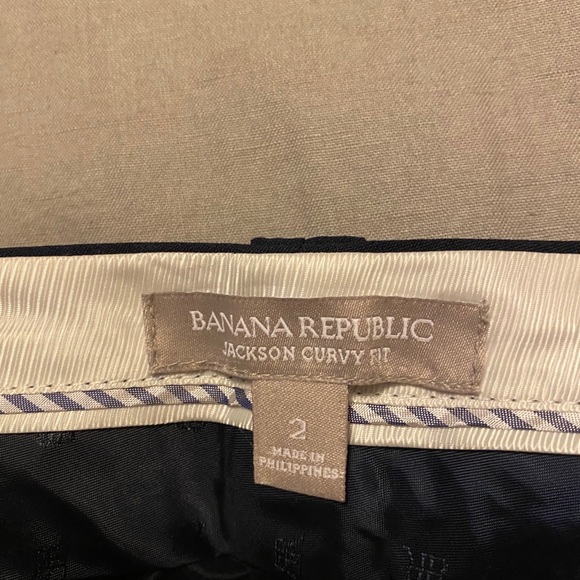 BANANA REPUBLIC
JACKSON CURVY FIT
2
MADE IN
PHILIPPINES